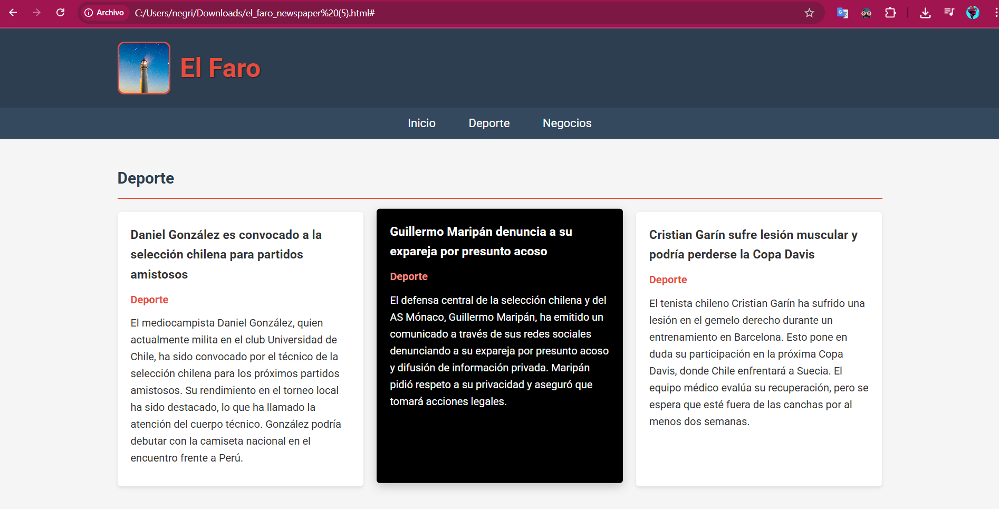 Archivo
C:/Users/negri/Downloads/el_faro_newspaper%20(5).html#
El Faro
Inicio
Deporte
Negocios
Deporte
Daniel González es convocado a la
selección chilena para partidos
amistosos
Deporte
El mediocampista Daniel González, quien
actualmente milita en el club Universidad de
Chile, ha sido convocado por el técnico de la
selección chilena para los próximos partidos
amistosos. Su rendimiento en el torneo local
ha sido destacado, lo que ha llamado la
atención del cuerpo técnico. González podría
debutar con la camiseta nacional en el
encuentro frente a Perú.
Guillermo Maripán denuncia a su
expareja por presunto acoso
Deporte
El defensa central de la selección chilena y del
AS Mónaco, Guillermo Maripán, ha emitido un
comunicado a través de sus redes sociales
denunciando a su expareja por presunto acoso
y difusión de información privada. Maripán
pidió respeto a su privacidad y aseguró que
tomará acciones legales.
Cristian Garín sufre lesión muscular y
podría perderse la Copa Davis
Deporte
El tenista chileno Cristian Garín ha sufrido una
lesión en el gemelo derecho durante un
entrenamiento en Barcelona. Esto pone en
duda su participación en la próxima Copa
Davis, donde Chile enfrentará a Suecia. El
equipo médico evalúa su recuperación, pero se
espera que esté fuera de las canchas por al
menos dos semanas.